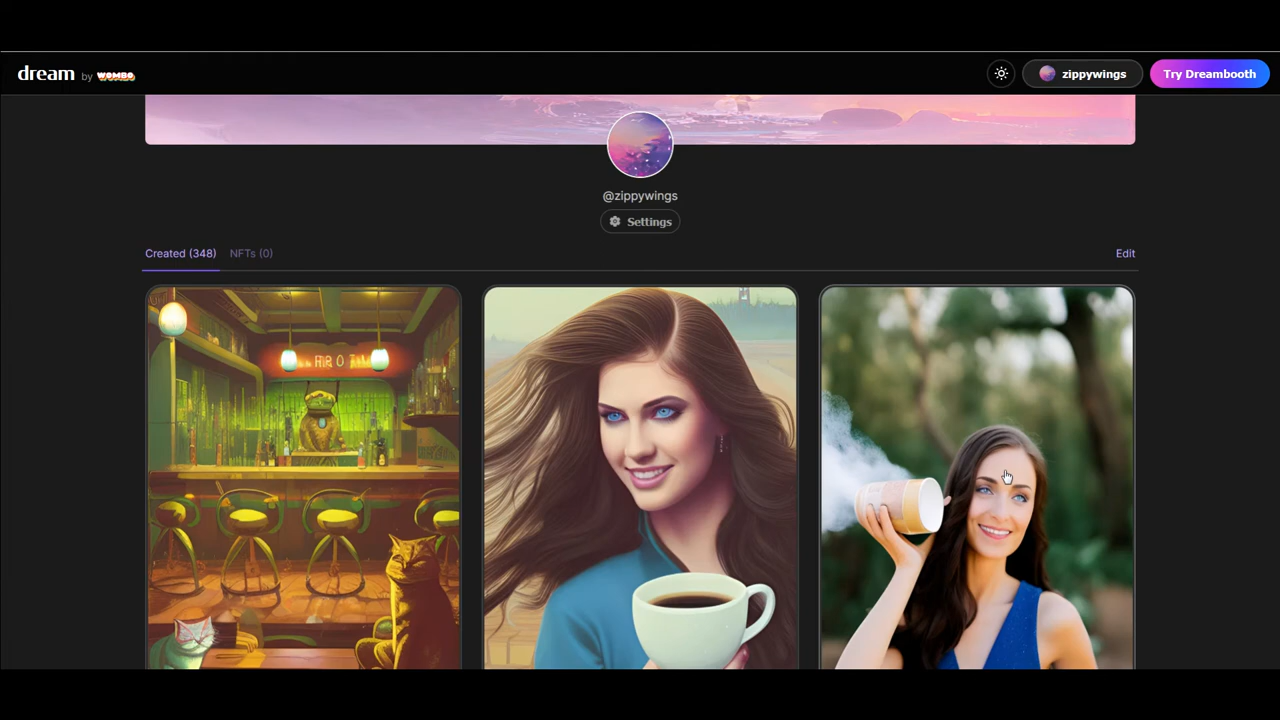 dream by WOMBO
zippywings
Try Dreambooth
@zippywings
Settings
Created (348)
NFTs (0)
Edit